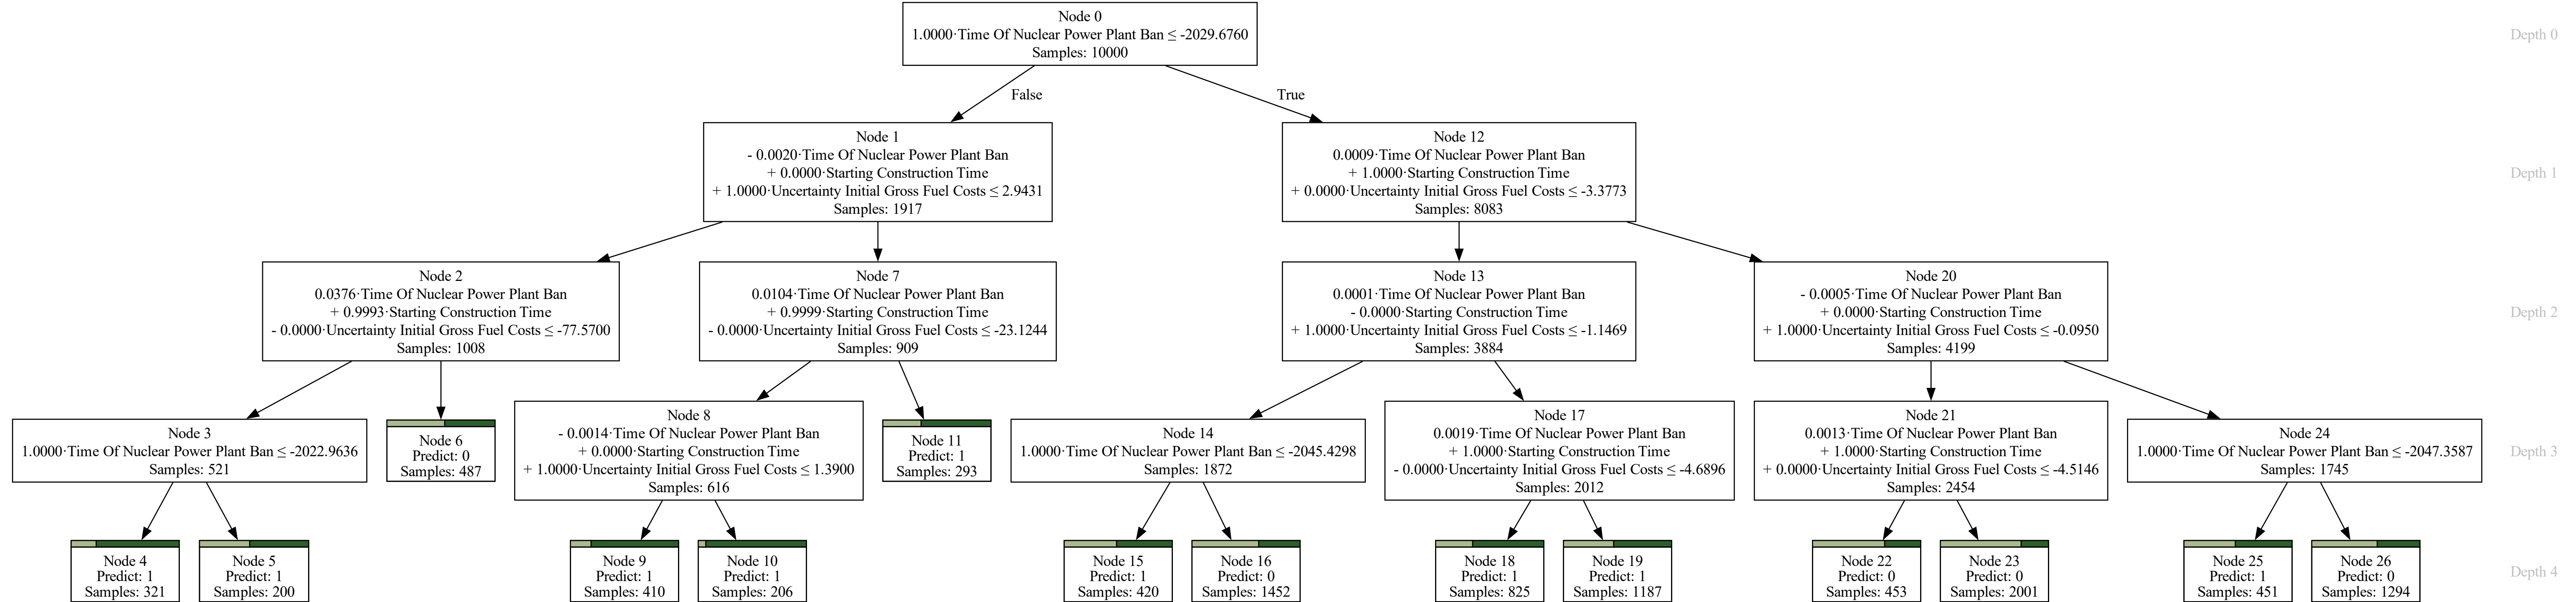 Node 0
1.0000·Time Of Nuclear Power Plant Ban ≤ -2029.6760
Samples: 10000
Depth 0
False
True
Node 1
- 0.0020·Time Of Nuclear Power Plant Ban
+ 0.0000·Starting Construction Time
+ 1.0000·Uncertainty Initial Gross Fuel Costs ≤ 2.9431
Samples: 1917
Node 12
0.0009·Time Of Nuclear Power Plant Ban
+ 1.0000·Starting Construction Time
+ 0.0000·Uncertainty Initial Gross Fuel Costs ≤ -3.3773
Samples: 8083
Depth 1
Node 2
0.0376·Time Of Nuclear Power Plant Ban
+ 0.9993·Starting Construction Time
- 0.0000·Uncertainty Initial Gross Fuel Costs ≤ -77.5700
Samples: 1008
Node 7
0.0104·Time Of Nuclear Power Plant Ban
+ 0.9999·Starting Construction Time
- 0.0000·Uncertainty Initial Gross Fuel Costs ≤ -23.1244
Samples: 909
Node 13
0.0001·Time Of Nuclear Power Plant Ban
- 0.0000·Starting Construction Time
+ 1.0000·Uncertainty Initial Gross Fuel Costs ≤ -1.1469
Samples: 3884
Node 20
- 0.0005·Time Of Nuclear Power Plant Ban
+ 0.0000·Starting Construction Time
+ 1.0000·Uncertainty Initial Gross Fuel Costs ≤ -0.0950
Samples: 4199
Depth 2
Node 3
1.0000·Time Of Nuclear Power Plant Ban ≤ -2022.9636
Samples: 521
Node 6
Predict: 0
Samples: 487
Node 8
- 0.0014·Time Of Nuclear Power Plant Ban
+ 0.0000·Starting Construction Time
+ 1.0000·Uncertainty Initial Gross Fuel Costs ≤ 1.3900
Samples: 616
Node 11
Predict: 1
Samples: 293
Node 14
1.0000·Time Of Nuclear Power Plant Ban ≤ -2045.4298
Samples: 1872
Node 17
0.0019·Time Of Nuclear Power Plant Ban
+ 1.0000·Starting Construction Time
- 0.0000·Uncertainty Initial Gross Fuel Costs ≤ -4.6896
Samples: 2012
Node 21
0.0013·Time Of Nuclear Power Plant Ban
+ 1.0000·Starting Construction Time
+ 0.0000·Uncertainty Initial Gross Fuel Costs ≤ -4.5146
Samples: 2454
Node 24
1.0000·Time Of Nuclear Power Plant Ban ≤ -2047.3587
Samples: 1745
Depth 3
Node 4
Predict: 1
Samples: 321
Node 5
Predict: 1
Samples: 200
Node 9
Predict: 1
Samples: 410
Node 10
Predict: 1
Samples: 206
Node 15
Predict: 1
Samples: 420
Node 16
Predict: 0
Samples: 1452
Node 18
Predict: 1
Samples: 825
Node 19
Predict: 1
Samples: 1187
Node 22
Predict: 0
Samples: 453
Node 23
Predict: 0
Samples: 2001
Node 25
Predict: 1
Samples: 451
Node 26
Predict: 0
Samples: 1294
Depth 4